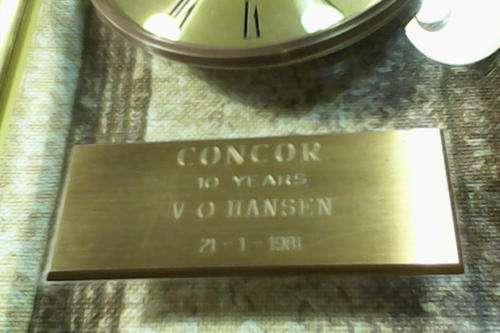 CONCOR
10 YEARS
V O HANSEN
21-1-1981